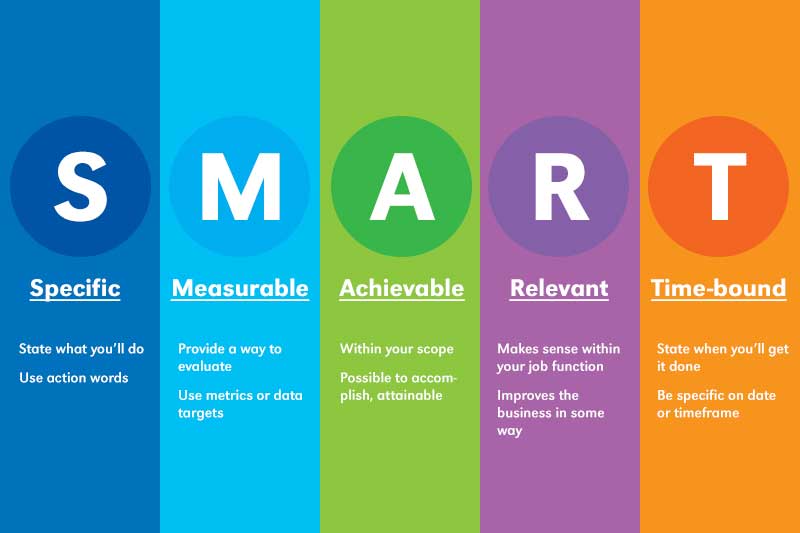 S
Specific
State what you'll do
Use action words
M
Measurable
Provide a way to
evaluate
Use metrics or data
targets
A
Achievable
Within your scope
Possible to accom-
plish, attainable
R
Relevant
Makes sense within
your job function
Improves the
business in some
way
T
Time-bound
State when you'll get
it done
Be specific on date
or timeframe